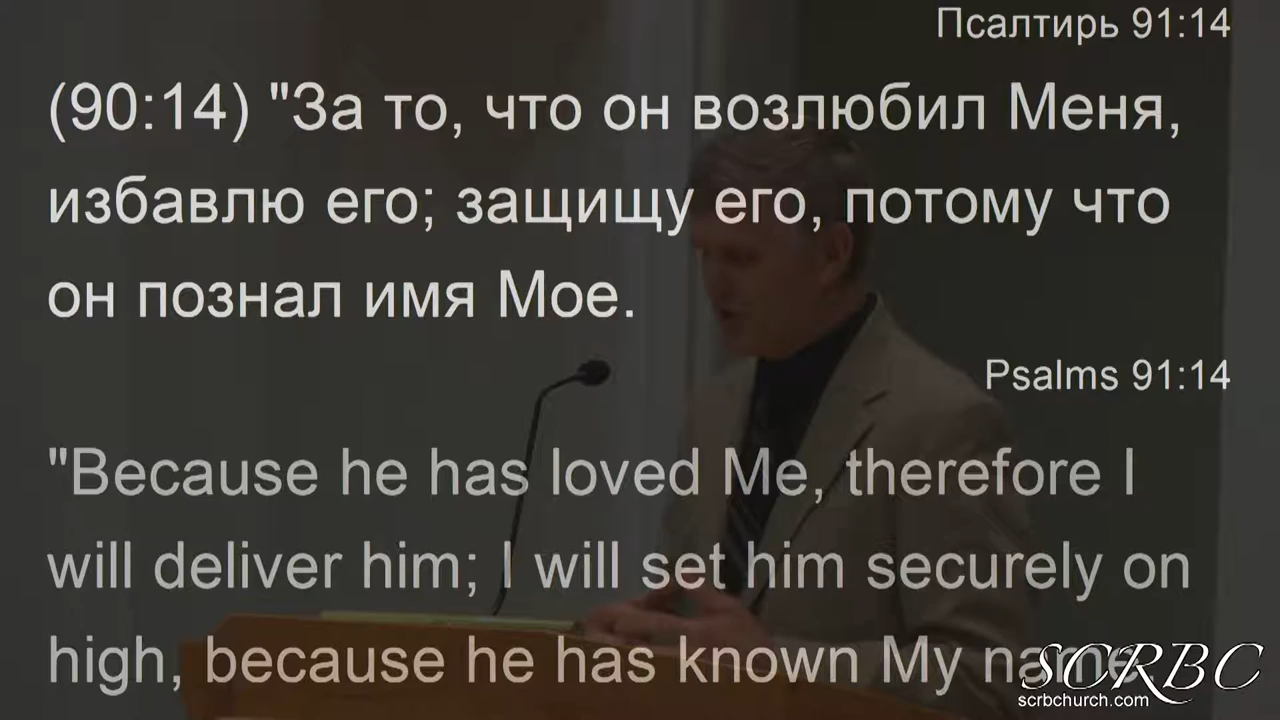 Псалтирь 91:14
(90:14) "За то, что он возлюбил Меня,
избавлю его; защищу его, потому что
он познал имя Мое.
Psalms 91:14
"Because he has loved Me, therefore I
will deliver him; I will set him securely on
high, because he has known My name.
SCRBC
scrbchurch.com